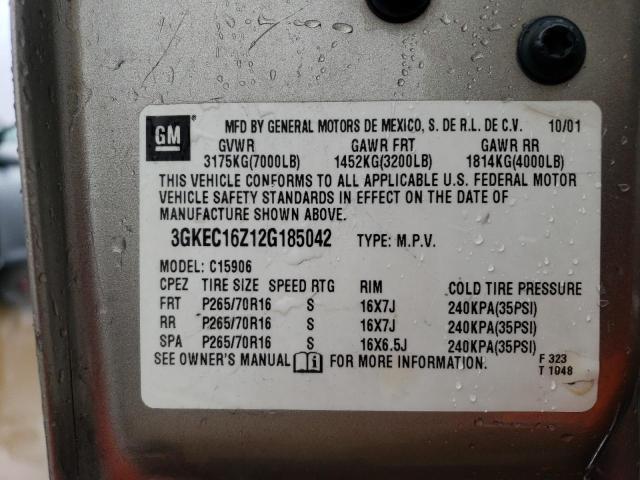 GM
MFD BY GENERAL MOTORS DE MEXICO, S. DE R.L. DE C.V. 10/01
GVWR GAWR FRT GAWR RR
3175KG(7000LB) 1452KG(3200LB) 1814KG(4000LB)
THIS VEHICLE CONFORMS TO ALL APPLICABLE U.S. FEDERAL MOTOR
VEHICLE SAFETY STANDARDS IN EFFECT ON THE DATE OF
MANUFACTURE SHOWN ABOVE.
3GKEC16Z12G185042 TYPE: M.P.V.
MODEL: C15906
CPEZ TIRE SIZE SPEED RTG RIM COLD TIRE PRESSURE
FRT P265/70R16 S 16X7J 240KPA(35PSI)
RR P265/70R16 S 16X7J 240KPA(35PSI)
SPA P265/70R16 S 16X6.5J 240KPA(35PSI)
SEE OWNER'S MANUAL FOR MORE INFORMATION.
F 323
T 1048